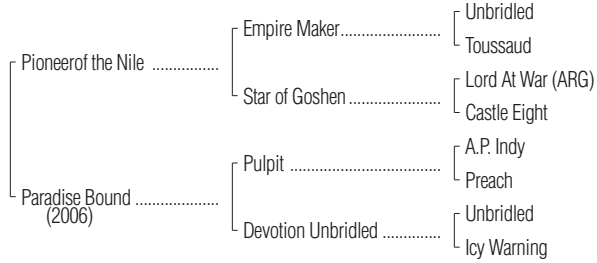 Unbridled
Empire Maker..................
Toussaud
Pioneerof the Nile ................
Lord At War (ARG)
Star of Goshen ......................
Castle Eight
A.P. Indy
Pulpit ....................................
Preach
Paradise Bound ....................
(2006)
Unbridled
Devotion Unbridled ..............
Icy Warning